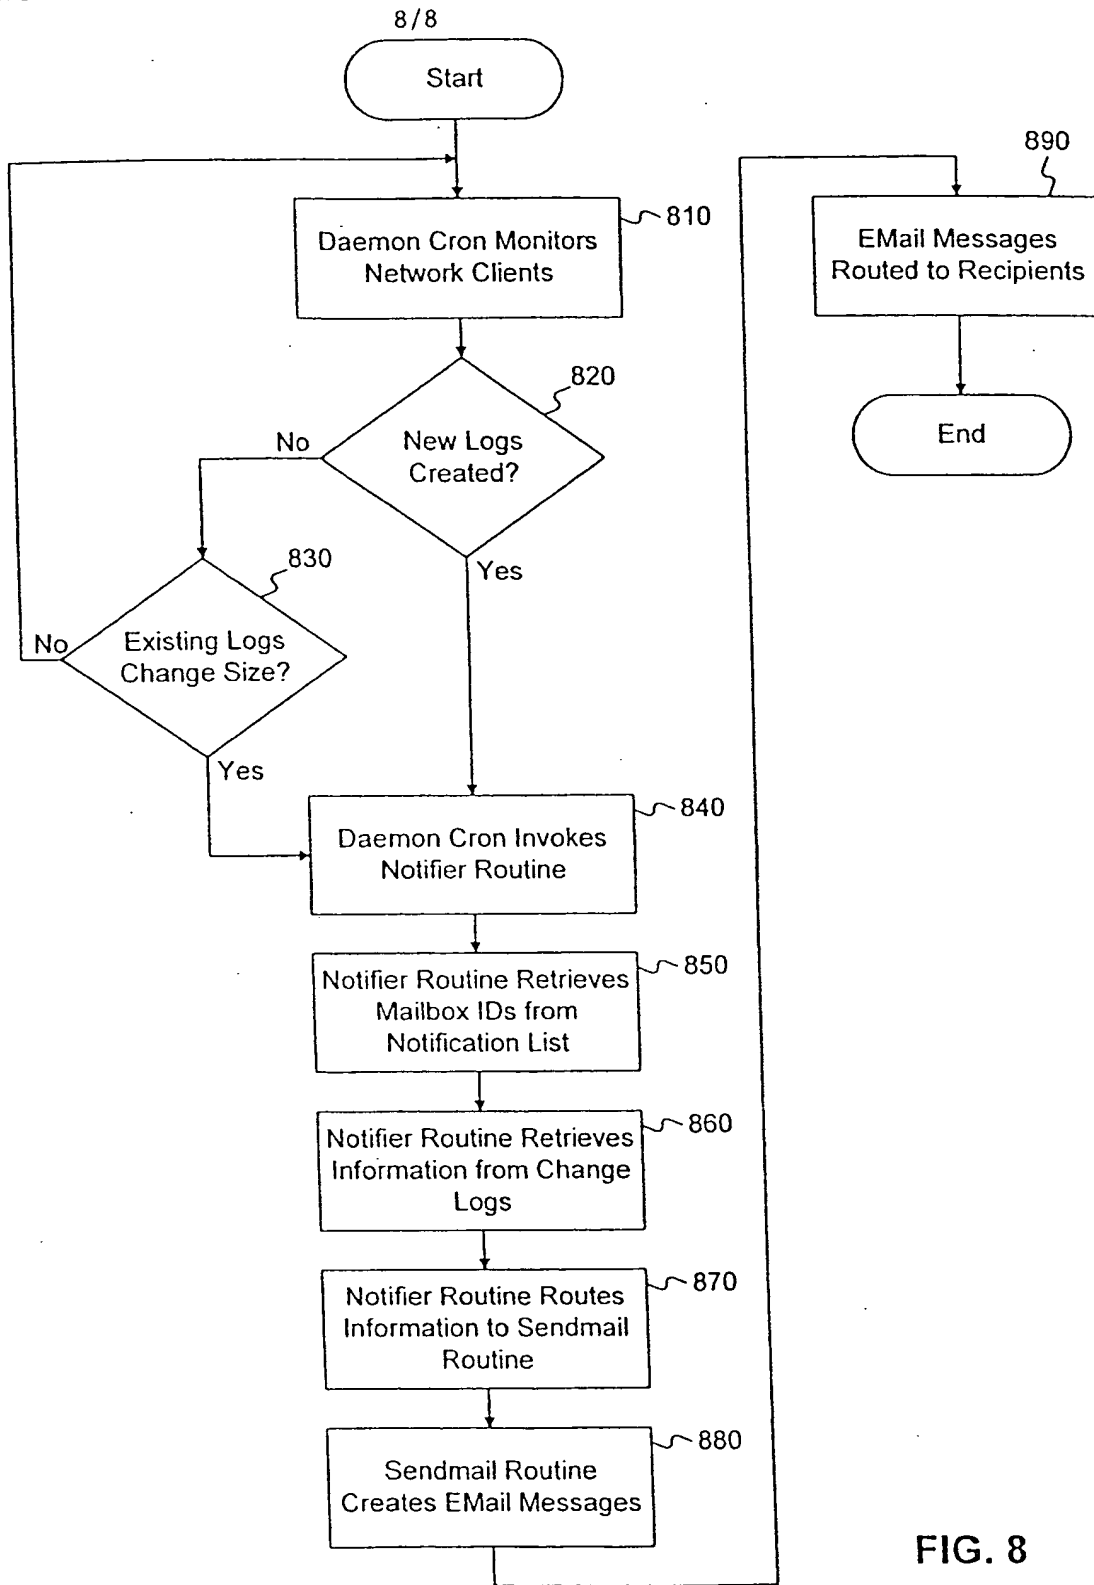 8/8
Start
810
Daemon Cron Monitors
Network Clients
820
New Logs
Created?
No
Yes
830
Existing Logs
Change Size?
No
Yes
840
Daemon Cron Invokes
Notifier Routine
850
Notifier Routine Retrieves
Mailbox IDs from
Notification List
860
Notifier Routine Retrieves
Information from Change
Logs
870
Notifier Routine Routes
Information to Sendmail
Routine
880
Sendmail Routine
Creates EMail Messages
890
EMail Messages
Routed to Recipients
End
FIG. 8